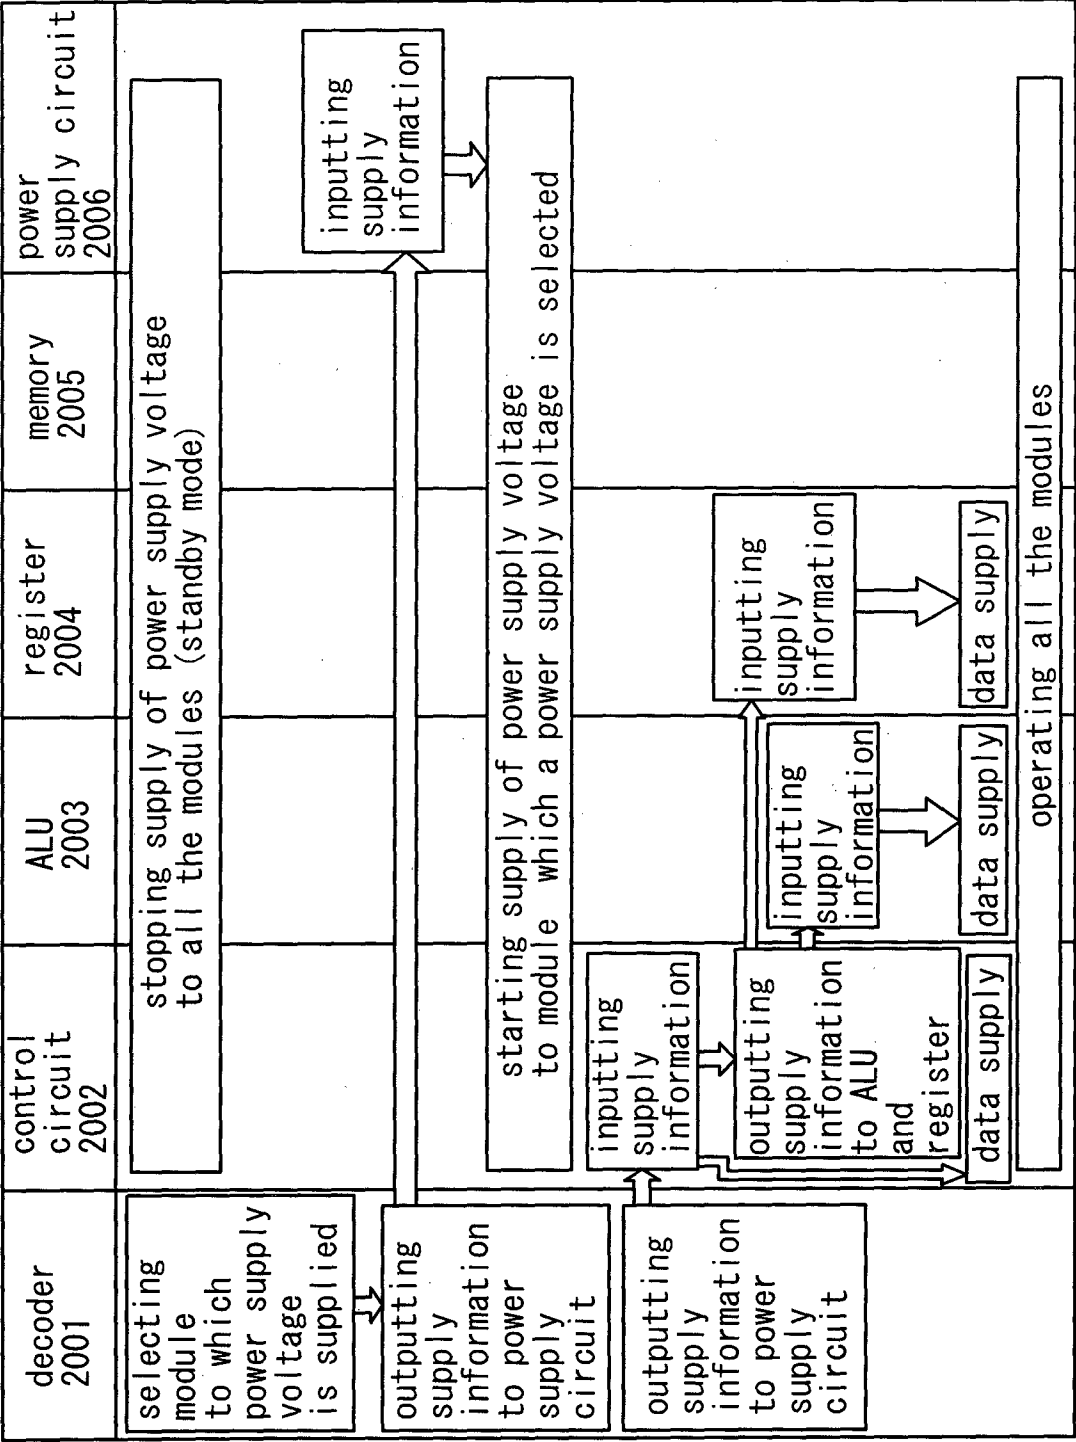 decoder
2001
control
circuit
2002
ALU
2003
register
2004
memory
2005
power
supply circuit
2006
selecting
module
to which
power supply
voltage
is supplied
stopping supply of power supply voltage
to all the modules (standby mode)
outputting
supply
information
to power
supply
circuit
inputting
supply
information
starting supply of power supply voltage
to module which a power supply voltage is selected
outputting
supply
information
to power
supply
circuit
inputting
supply
information
outputting
supply
information
to ALU
and
register
inputting
supply
information
inputting
supply
information
data supply
data supply
data supply
operating all the modules